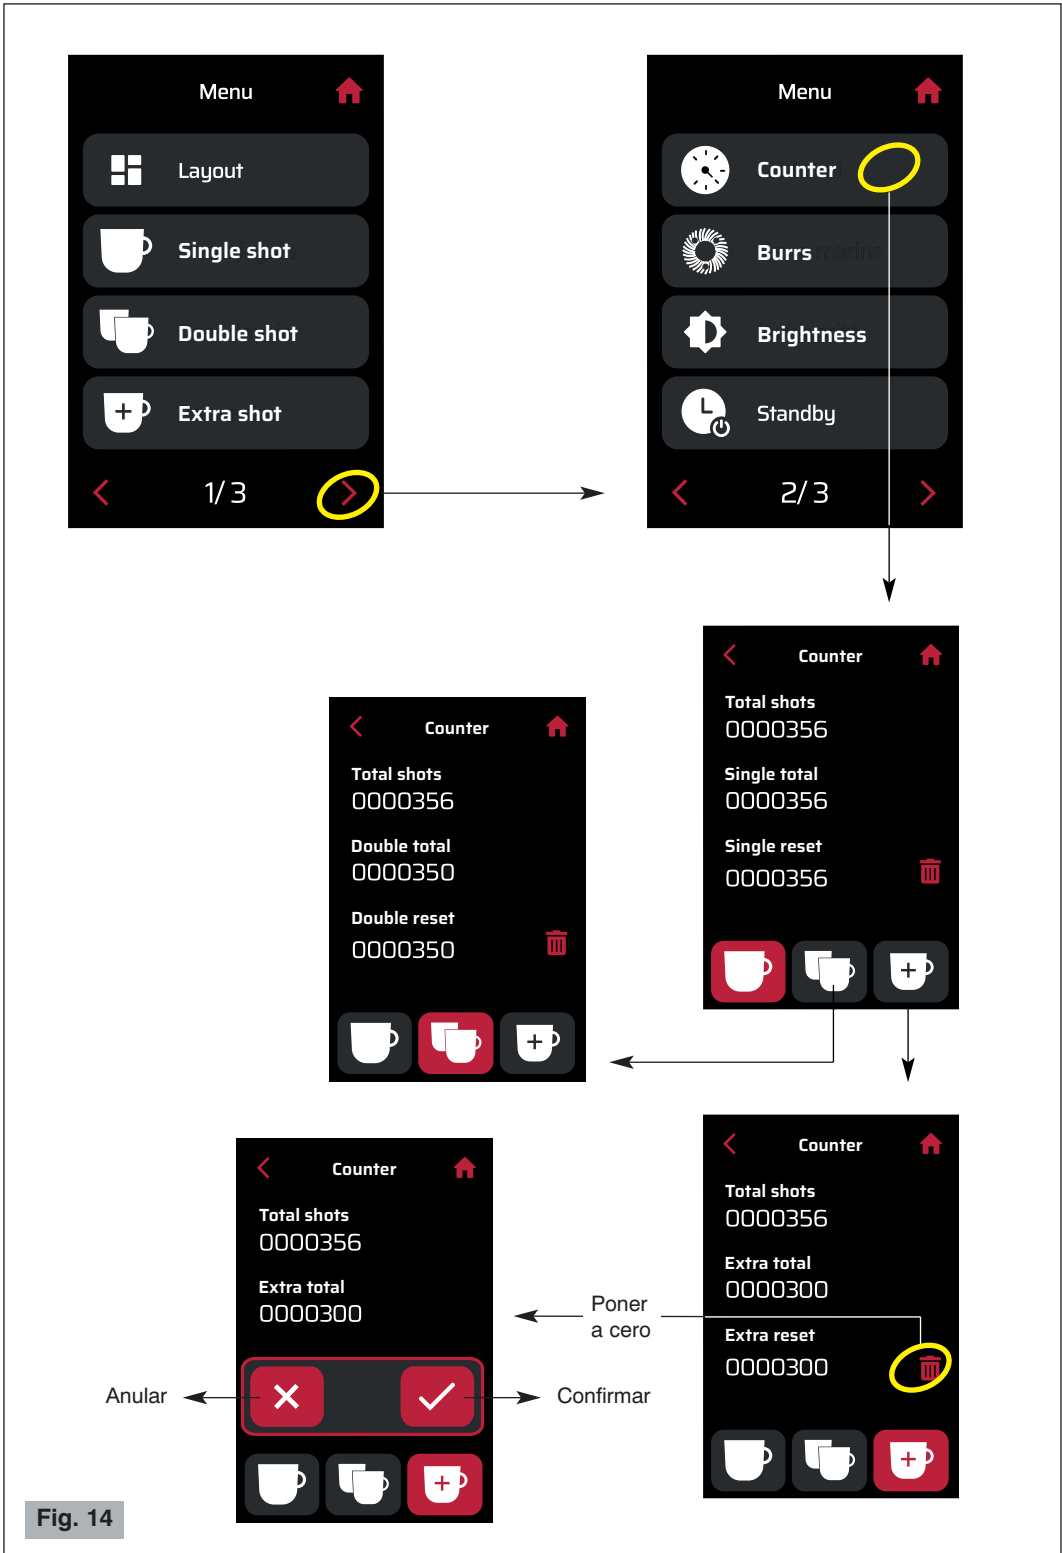 Menu
Layout
Single shot
Double shot
Extra shot
1/3
Menu
Counter
Burrs
Brightness
Standby
2/3
Counter
Total shots
0000356
Single total
0000356
Single reset
0000356
Counter
Total shots
0000356
Double total
0000350
Double reset
0000350
Counter
Total shots
0000356
Extra total
0000300
Extra reset
0000300
Poner
a cero
Counter
Total shots
0000356
Extra total
0000300
Anular
Confirmar
Fig. 14